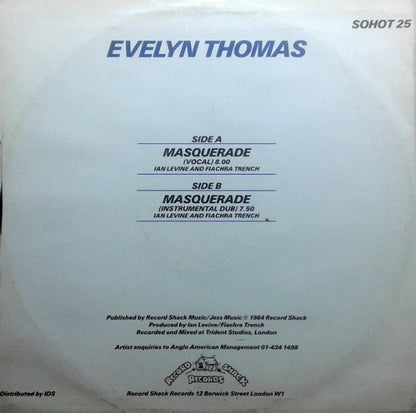 SOHOT 25
EVELYN THOMAS
SIDE A
MASQUERADE
(VOCAL) 8.00
IAN LEVINE AND FIACHRA TRENCH
SIDE B
MASQUERADE
(INSTRUMENTAL DUB) 7.50
IAN LEVINE AND FIACHRA TRENCH
Published by Record Shack Music/Jess Music ℗ 1984 Record Shack
Produced by Ian Levine/Fiachra Trench
Recorded and Mixed at Trident Studios, London
Artist enquiries to Anglo American Management 01-434 1498
RECORD SHACK
RECORDS
Distributed by IDS
Record Shack Records 12 Berwick Street London W1